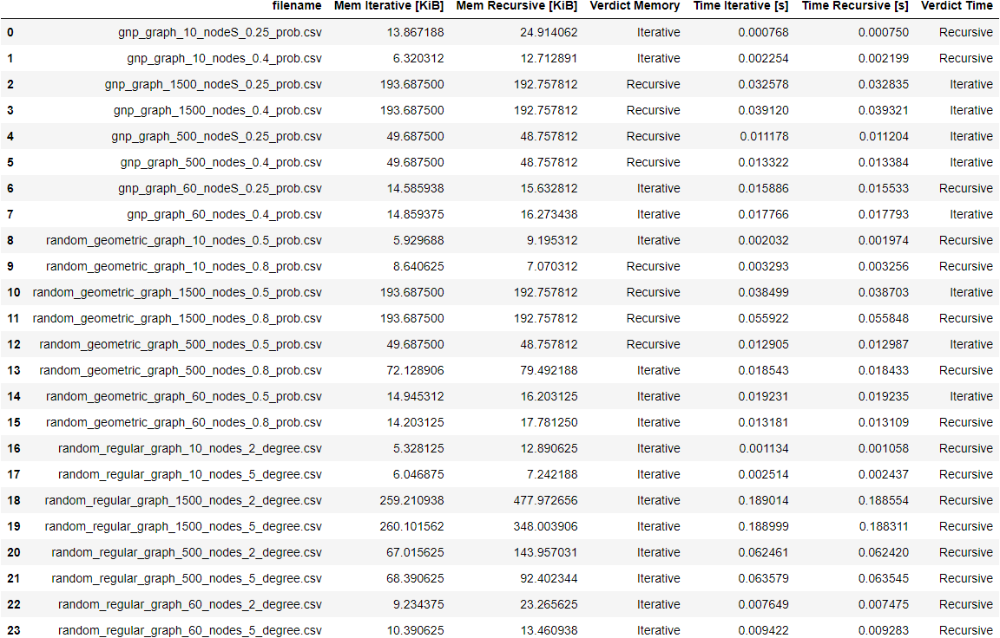 filename Mem Iterative [KiB] Mem Recursive [KiB] Verdict Memory Time Iterative [s] Time Recursive [s] Verdict Time
0 gnp_graph_10_nodeS_0.25_prob.csv 13.867188 24.914062 Iterative 0.000768 0.000750 Recursive
1 gnp_graph_10_nodes_0.4_prob.csv 6.320312 12.712891 Iterative 0.002254 0.002199 Recursive
2 gnp_graph_1500_nodeS_0.25_prob.csv 193.687500 192.757812 Recursive 0.032578 0.032835 Iterative
3 gnp_graph_1500_nodes_0.4_prob.csv 193.687500 192.757812 Recursive 0.039120 0.039321 Iterative
4 gnp_graph_500_nodeS_0.25_prob.csv 49.687500 48.757812 Recursive 0.011178 0.011204 Iterative
5 gnp_graph_500_nodes_0.4_prob.csv 49.687500 48.757812 Recursive 0.013322 0.013384 Iterative
6 gnp_graph_60_nodeS_0.25_prob.csv 14.585938 15.632812 Iterative 0.015886 0.015533 Recursive
7 gnp_graph_60_nodes_0.4_prob.csv 14.859375 16.273438 Iterative 0.017766 0.017793 Iterative
8 random_geometric_graph_10_nodes_0.5_prob.csv 5.929688 9.195312 Iterative 0.002032 0.001974 Recursive
9 random_geometric_graph_10_nodes_0.8_prob.csv 8.640625 7.070312 Recursive 0.003293 0.003256 Recursive
10 random_geometric_graph_1500_nodes_0.5_prob.csv 193.687500 192.757812 Recursive 0.038499 0.038703 Iterative
11 random_geometric_graph_1500_nodes_0.8_prob.csv 193.687500 192.757812 Recursive 0.055922 0.055848 Recursive
12 random_geometric_graph_500_nodes_0.5_prob.csv 49.687500 48.757812 Recursive 0.012905 0.012987 Iterative
13 random_geometric_graph_500_nodes_0.8_prob.csv 72.128906 79.492188 Iterative 0.018543 0.018433 Recursive
14 random_geometric_graph_60_nodes_0.5_prob.csv 14.945312 16.203125 Iterative 0.019231 0.019235 Iterative
15 random_geometric_graph_60_nodes_0.8_prob.csv 14.203125 17.781250 Iterative 0.013181 0.013109 Recursive
16 random_regular_graph_10_nodes_2_degree.csv 5.328125 12.890625 Iterative 0.001134 0.001058 Recursive
17 random_regular_graph_10_nodes_5_degree.csv 6.046875 7.242188 Iterative 0.002514 0.002437 Recursive
18 random_regular_graph_1500_nodes_2_degree.csv 259.210938 477.972656 Iterative 0.189014 0.188554 Recursive
19 random_regular_graph_1500_nodes_5_degree.csv 260.101562 348.003906 Iterative 0.188999 0.188311 Recursive
20 random_regular_graph_500_nodes_2_degree.csv 67.015625 143.957031 Iterative 0.062461 0.062420 Recursive
21 random_regular_graph_500_nodes_5_degree.csv 68.390625 92.402344 Iterative 0.063579 0.063545 Recursive
22 random_regular_graph_60_nodes_2_degree.csv 9.234375 23.265625 Iterative 0.007649 0.007475 Recursive
23 random_regular_graph_60_nodes_5_degree.csv 10.390625 13.460938 Iterative 0.009422 0.009283 Recursive